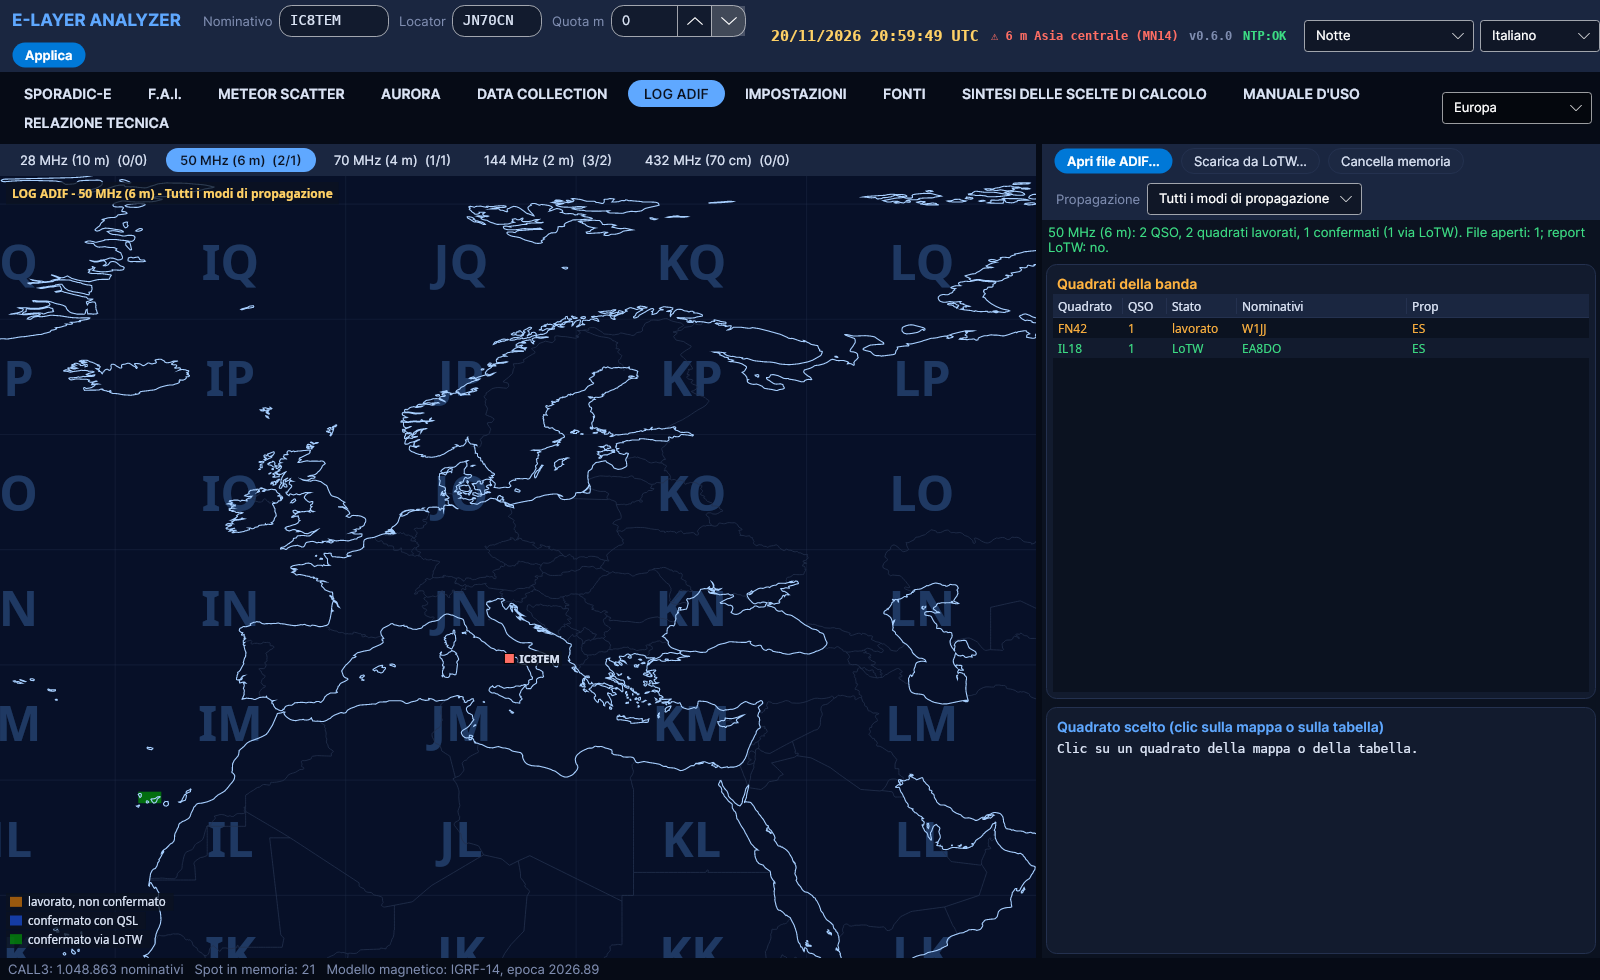 E-LAYER ANALYZER Nominativo IC8TEM Locator JN70CN Quota m 0
20/11/2026 20:59:49 UTC ⚠ 6 m Asia centrale (MN14) v0.6.0 NTP:OK Notte Italiano
Applica
SPORADIC-E F.A.I. METEOR SCATTER AURORA DATA COLLECTION LOG ADIF IMPOSTAZIONI FONTI SINTESI DELLE SCELTE DI CALCOLO MANUALE D'USO
RELAZIONE TECNICA
Europa
28 MHz (10 m) (0/0) 50 MHz (6 m) (2/1) 70 MHz (4 m) (1/1) 144 MHz (2 m) (3/2) 432 MHz (70 cm) (0/0)
LOG ADIF - 50 MHz (6 m) - Tutti i modi di propagazione
Q IQ JQ KQ LQ
P IP JP KP LP
O IO JO KO LO
N IN JN KN LN
IC8TEM
M IM JM KM LM
IL IL JL KL LL
lavorato, non confermato
confermato con QSL
confermato via LoTW
K IK JK KK LK
Apri file ADIF... Scarica da LoTW... Cancella memoria
Propagazione Tutti i modi di propagazione
50 MHz (6 m): 2 QSO, 2 quadrati lavorati, 1 confermati (1 via LoTW). File aperti: 1; report
LoTW: no.
Quadrati della banda
Quadrato QSO Stato Nominativi Prop
FN42 1 lavorato W1JJ ES
IL18 1 LoTW EA8DO ES
Quadrato scelto (clic sulla mappa o sulla tabella)
Clic su un quadrato della mappa o della tabella.
CALL3: 1.048.863 nominativi Spot in memoria: 21 Modello magnetico: IGRF-14, epoca 2026.89